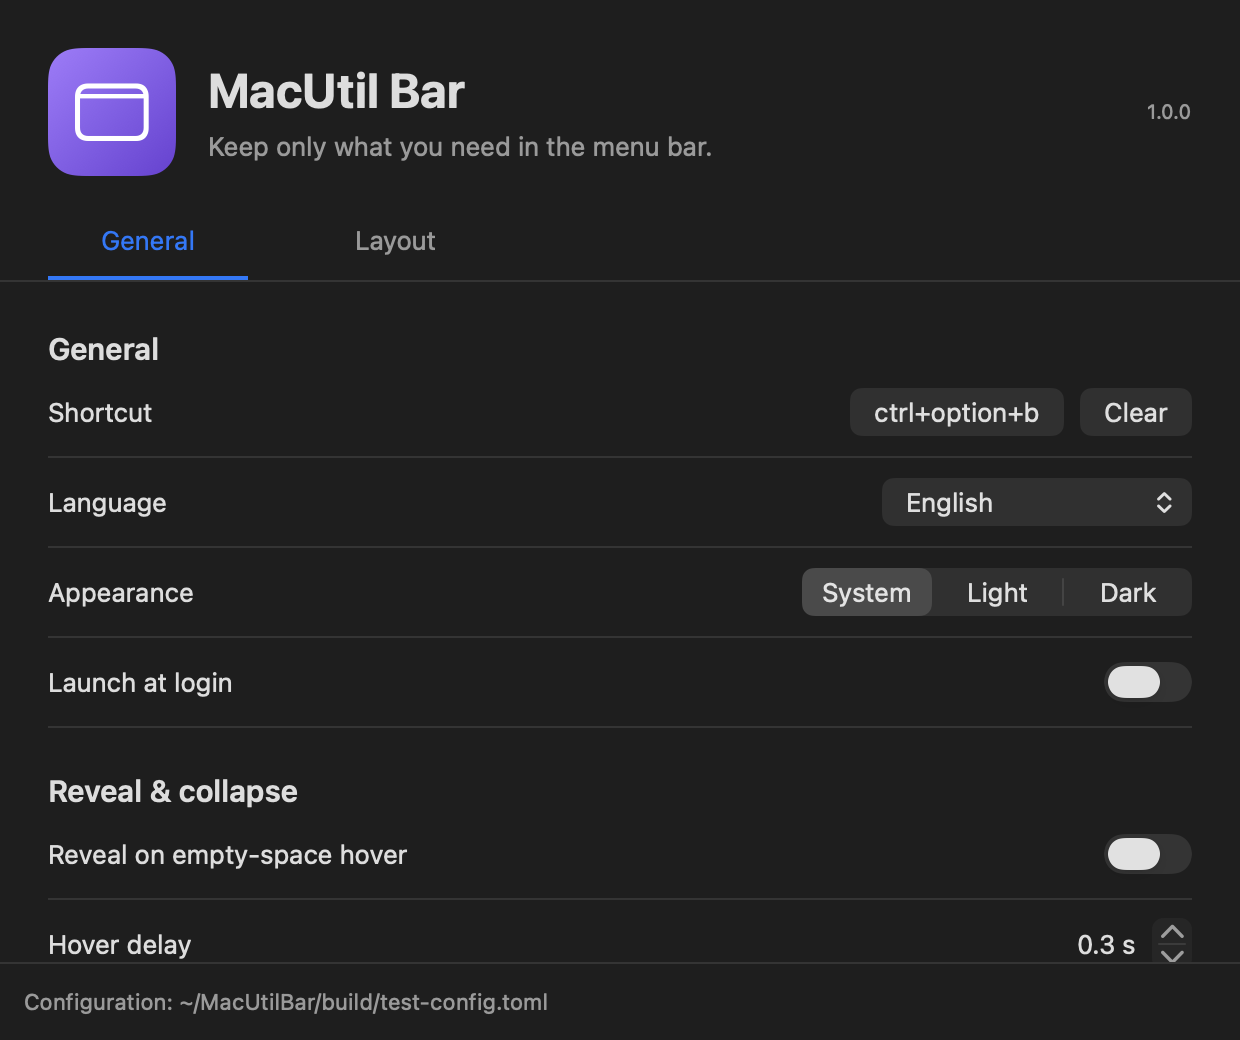 MacUtil Bar
Keep only what you need in the menu bar.
1.0.0
General
Layout
General
Shortcut
ctrl+option+b
Clear
Language
English
Appearance
System
Light
Dark
Launch at login
Reveal & collapse
Reveal on empty-space hover
Hover delay
0.3 s
Configuration: ~/MacUtilBar/build/test-config.toml